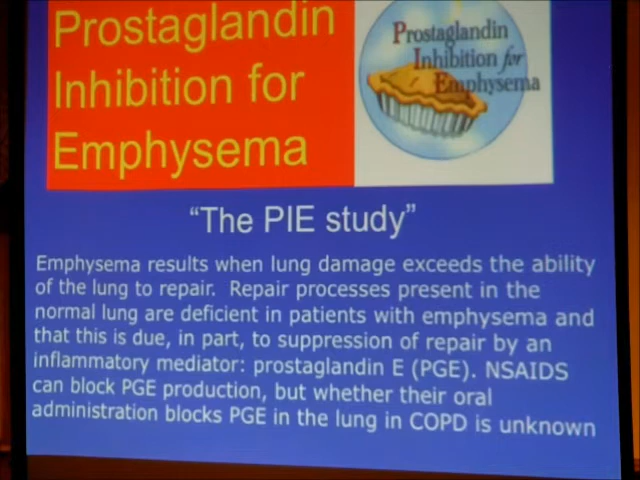 Prostaglandin
Inhibition for
Emphysema
Prostaglandin
Inhibition for
Emphysema
“The PIE study”
Emphysema results when lung damage exceeds the ability
of the lung to repair. Repair processes present in the
normal lung are deficient in patients with emphysema and
that this is due, in part, to suppression of repair by an
inflammatory mediator: prostaglandin E (PGE). NSAIDS
can block PGE production, but whether their oral
administration blocks PGE in the lung in COPD is unknown